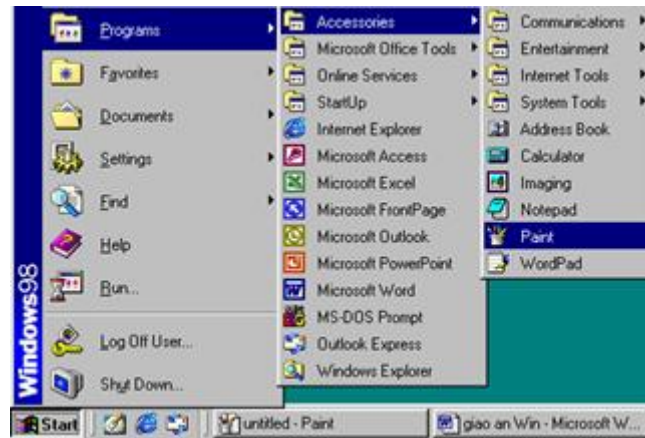 Programs
Favorites
Documents
Settings
Find
Help
Run...
Log Off User...
Shut Down...
Windows98
Accessories
Microsoft Office Tools
Online Services
StartUp
Internet Explorer
Microsoft Access
Microsoft Excel
Microsoft FrontPage
Microsoft Outlook
Microsoft PowerPoint
Microsoft Word
MS-DOS Prompt
Outlook Express
Windows Explorer
Communications
Entertainment
Internet Tools
System Tools
Address Book
Calculator
Imaging
Notepad
Paint
WordPad
Start
untitled - Paint
giao an Win - Microsoft W...